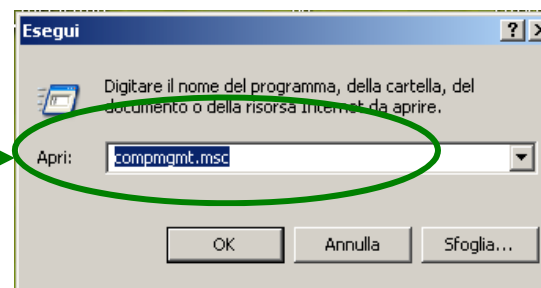 Esegui
Digitare il nome del programma, della cartella, del
documento o della risorsa Internet da aprire.
Apri: compmgmt.msc
OK Annulla Sfoglia...